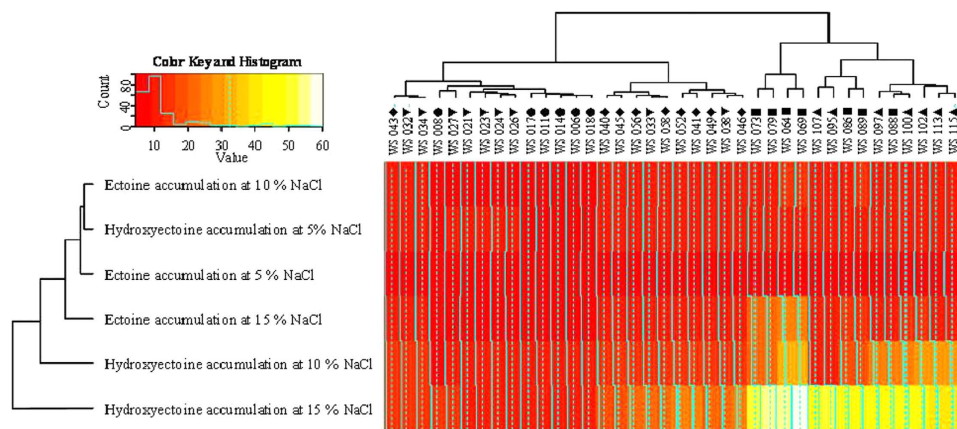 Color Key and Histogram
Count
0 40 80
0 10 20 30 40 50 60
Value
WS 043
WS 032
WS 034
WS 008
WS 027
WS 021
WS 023
WS 024
WS 026
WS 017
WS 011
WS 014
WS 006
WS 018
WS 040
WS 045
WS 056
WS 033
WS 058
WS 052
WS 041
WS 049
WS 038
WS 046
WS 073
WS 079
WS 064
WS 069
WS 107
WS 095
WS 086
WS 089
WS 097
WS 088
WS 100
WS 102
WS 113
WS 115
Ectoine accumulation at 10 % NaCl
Hydroxyectoine accumulation at 5% NaCl
Ectoine accumulation at 5 % NaCl
Ectoine accumulation at 15 % NaCl
Hydroxyectoine accumulation at 10 % NaCl
Hydroxyectoine accumulation at 15 % NaCl